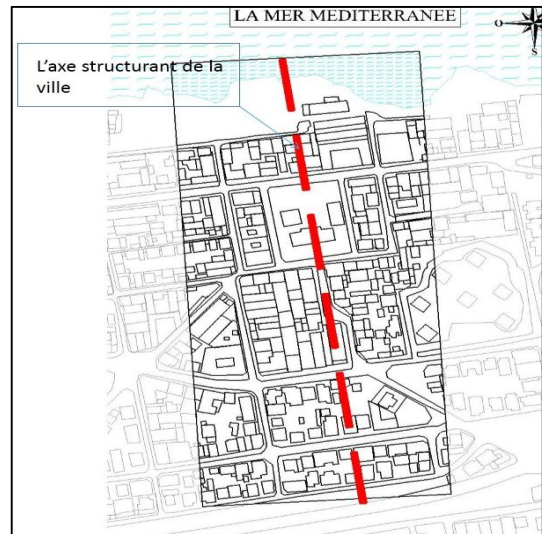 LA MER MEDITERRANEE
O
S
L'axe structurant de la
ville